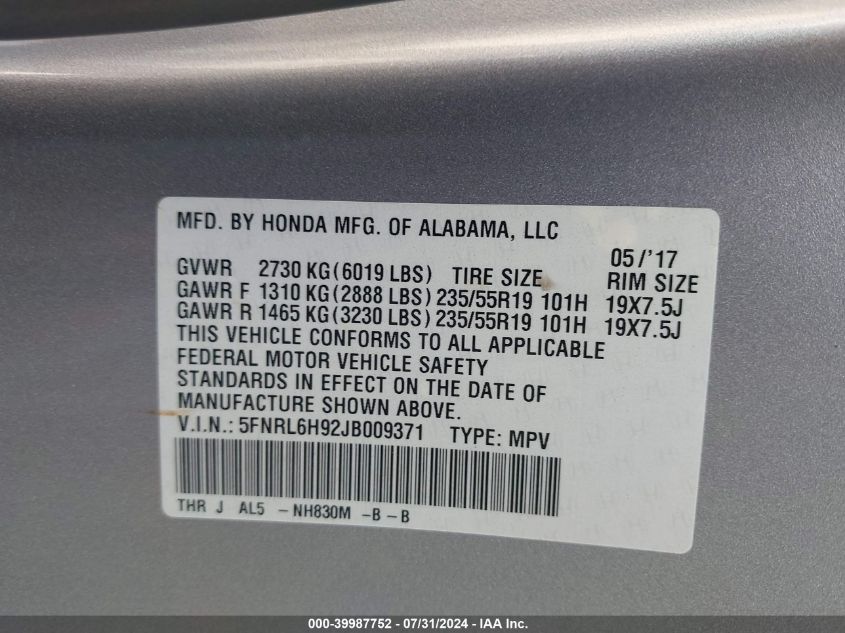 MFD. BY HONDA MFG. OF ALABAMA, LLC
05/'17
GVWR 2730 KG(6019 LBS) TIRE SIZE RIM SIZE
GAWR F 1310 KG(2888 LBS) 235/55R19 101H 19X7.5J
GAWR R 1465 KG(3230 LBS) 235/55R19 101H 19X7.5J
THIS VEHICLE CONFORMS TO ALL APPLICABLE
FEDERAL MOTOR VEHICLE SAFETY
STANDARDS IN EFFECT ON THE DATE OF
MANUFACTURE SHOWN ABOVE.
V.I.N.: 5FNRL6H92JB009371 TYPE: MPV
THR J AL5 -NH830M -B-B
000-39987752 - 07/31/2024 - IAA Inc.